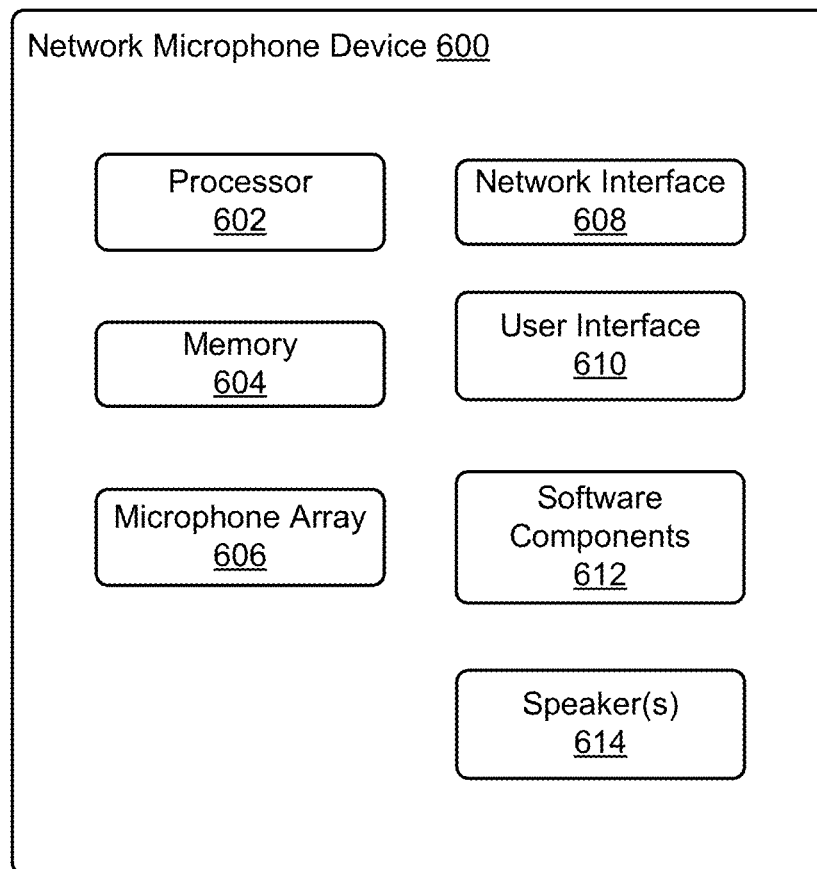 Network Microphone Device 600
Processor
602
Memory
604
Microphone Array
606
Network Interface
608
User Interface
610
Software
Components
612
Speaker(s)
614